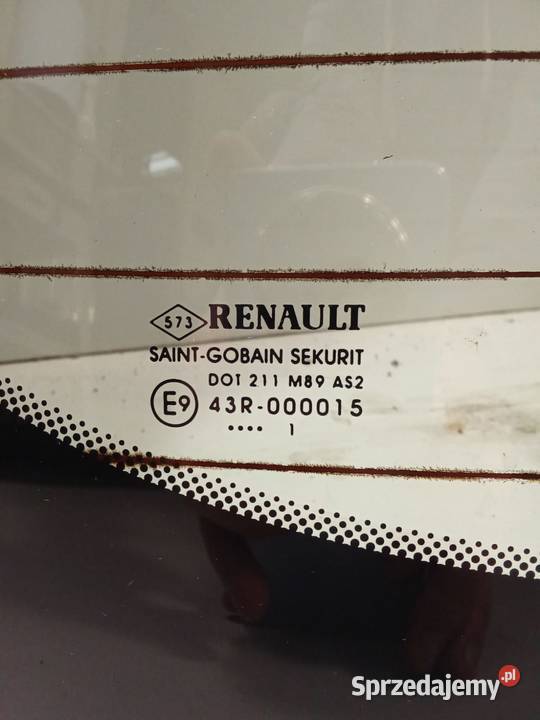 573 RENAULT
SAINT-GOBAIN SEKURIT
DOT 211 M89 AS2
E9 43R-000015
•••• 1
Sprzedajemy.pl